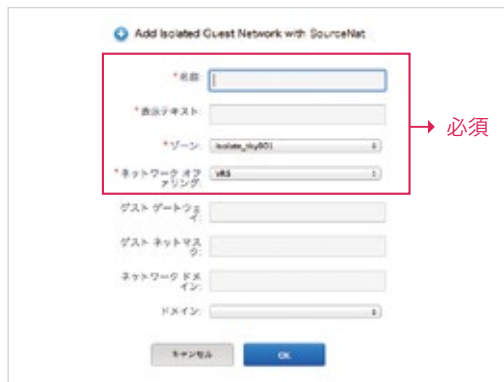 Add Isolated Guest Network with SourceNat
*名前:
*表示テキスト:
*ゾーン: Isolate_tky001
*ネットワーク オフ
ァリング: VRS
必須
ゲスト ゲートウェ
イ:
ゲスト ネットマス
ク:
ネットワーク ドメ
イン:
ドメイン:
キャンセル OK